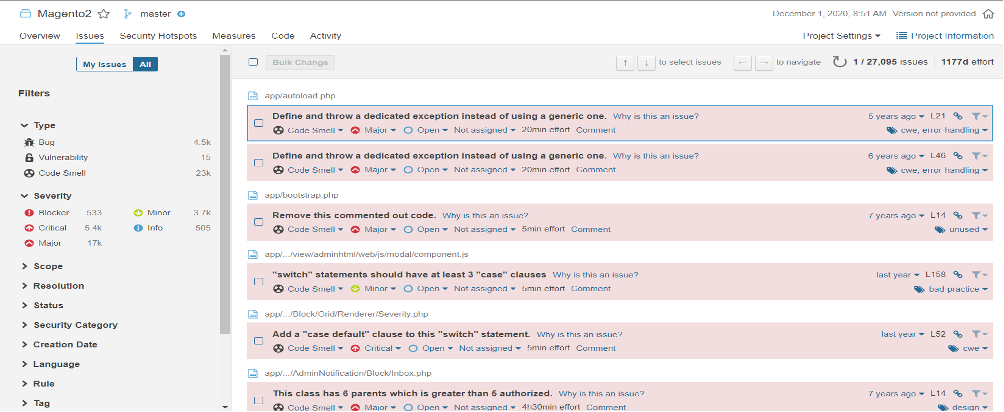 Magento2 master December 1, 2020, 8:51 AM Version not provided
Overview Issues Security Hotspots Measures Code Activity Project Settings Project Information
My Issues All Bulk Change to select issues to navigate 1 / 27,095 issues 1177d effort
Filters
Type
Bug 4.5k
Vulnerability 15
Code Smell 23k
Severity
Blocker 533 Minor 3.7k
Critical 5.4k Info 505
Major 17k
Scope
Resolution
Status
Security Category
Creation Date
Language
Rule
Tag
app/autoload.php
Define and throw a dedicated exception instead of using a generic one. Why is this an issue? 5 years ago L21
Code Smell Major Open Not assigned 20min effort Comment cwe, error-handling
Define and throw a dedicated exception instead of using a generic one. Why is this an issue? 6 years ago L46
Code Smell Major Open Not assigned 20min effort Comment cwe, error-handling
app/bootstrap.php
Remove this commented out code. Why is this an issue? 7 years ago L14
Code Smell Major Open Not assigned 5min effort Comment unused
app/.../view/adminhtml/web/js/modal/component.js
"switch" statements should have at least 3 "case" clauses Why is this an issue? last year L158
Code Smell Minor Open Not assigned 5min effort Comment bad practice
app/.../Block/Grid/Renderer/Severity.php
Add a "case default" clause to this "switch" statement. Why is this an issue? last year L52
Code Smell Critical Open Not assigned 5min effort Comment cwe
app/.../AdminNotification/Block/Inbox.php
This class has 6 parents which is greater than 5 authorized. Why is this an issue? 7 years ago L14
Code Smell Major Open Not assigned 4h30min effort Comment design